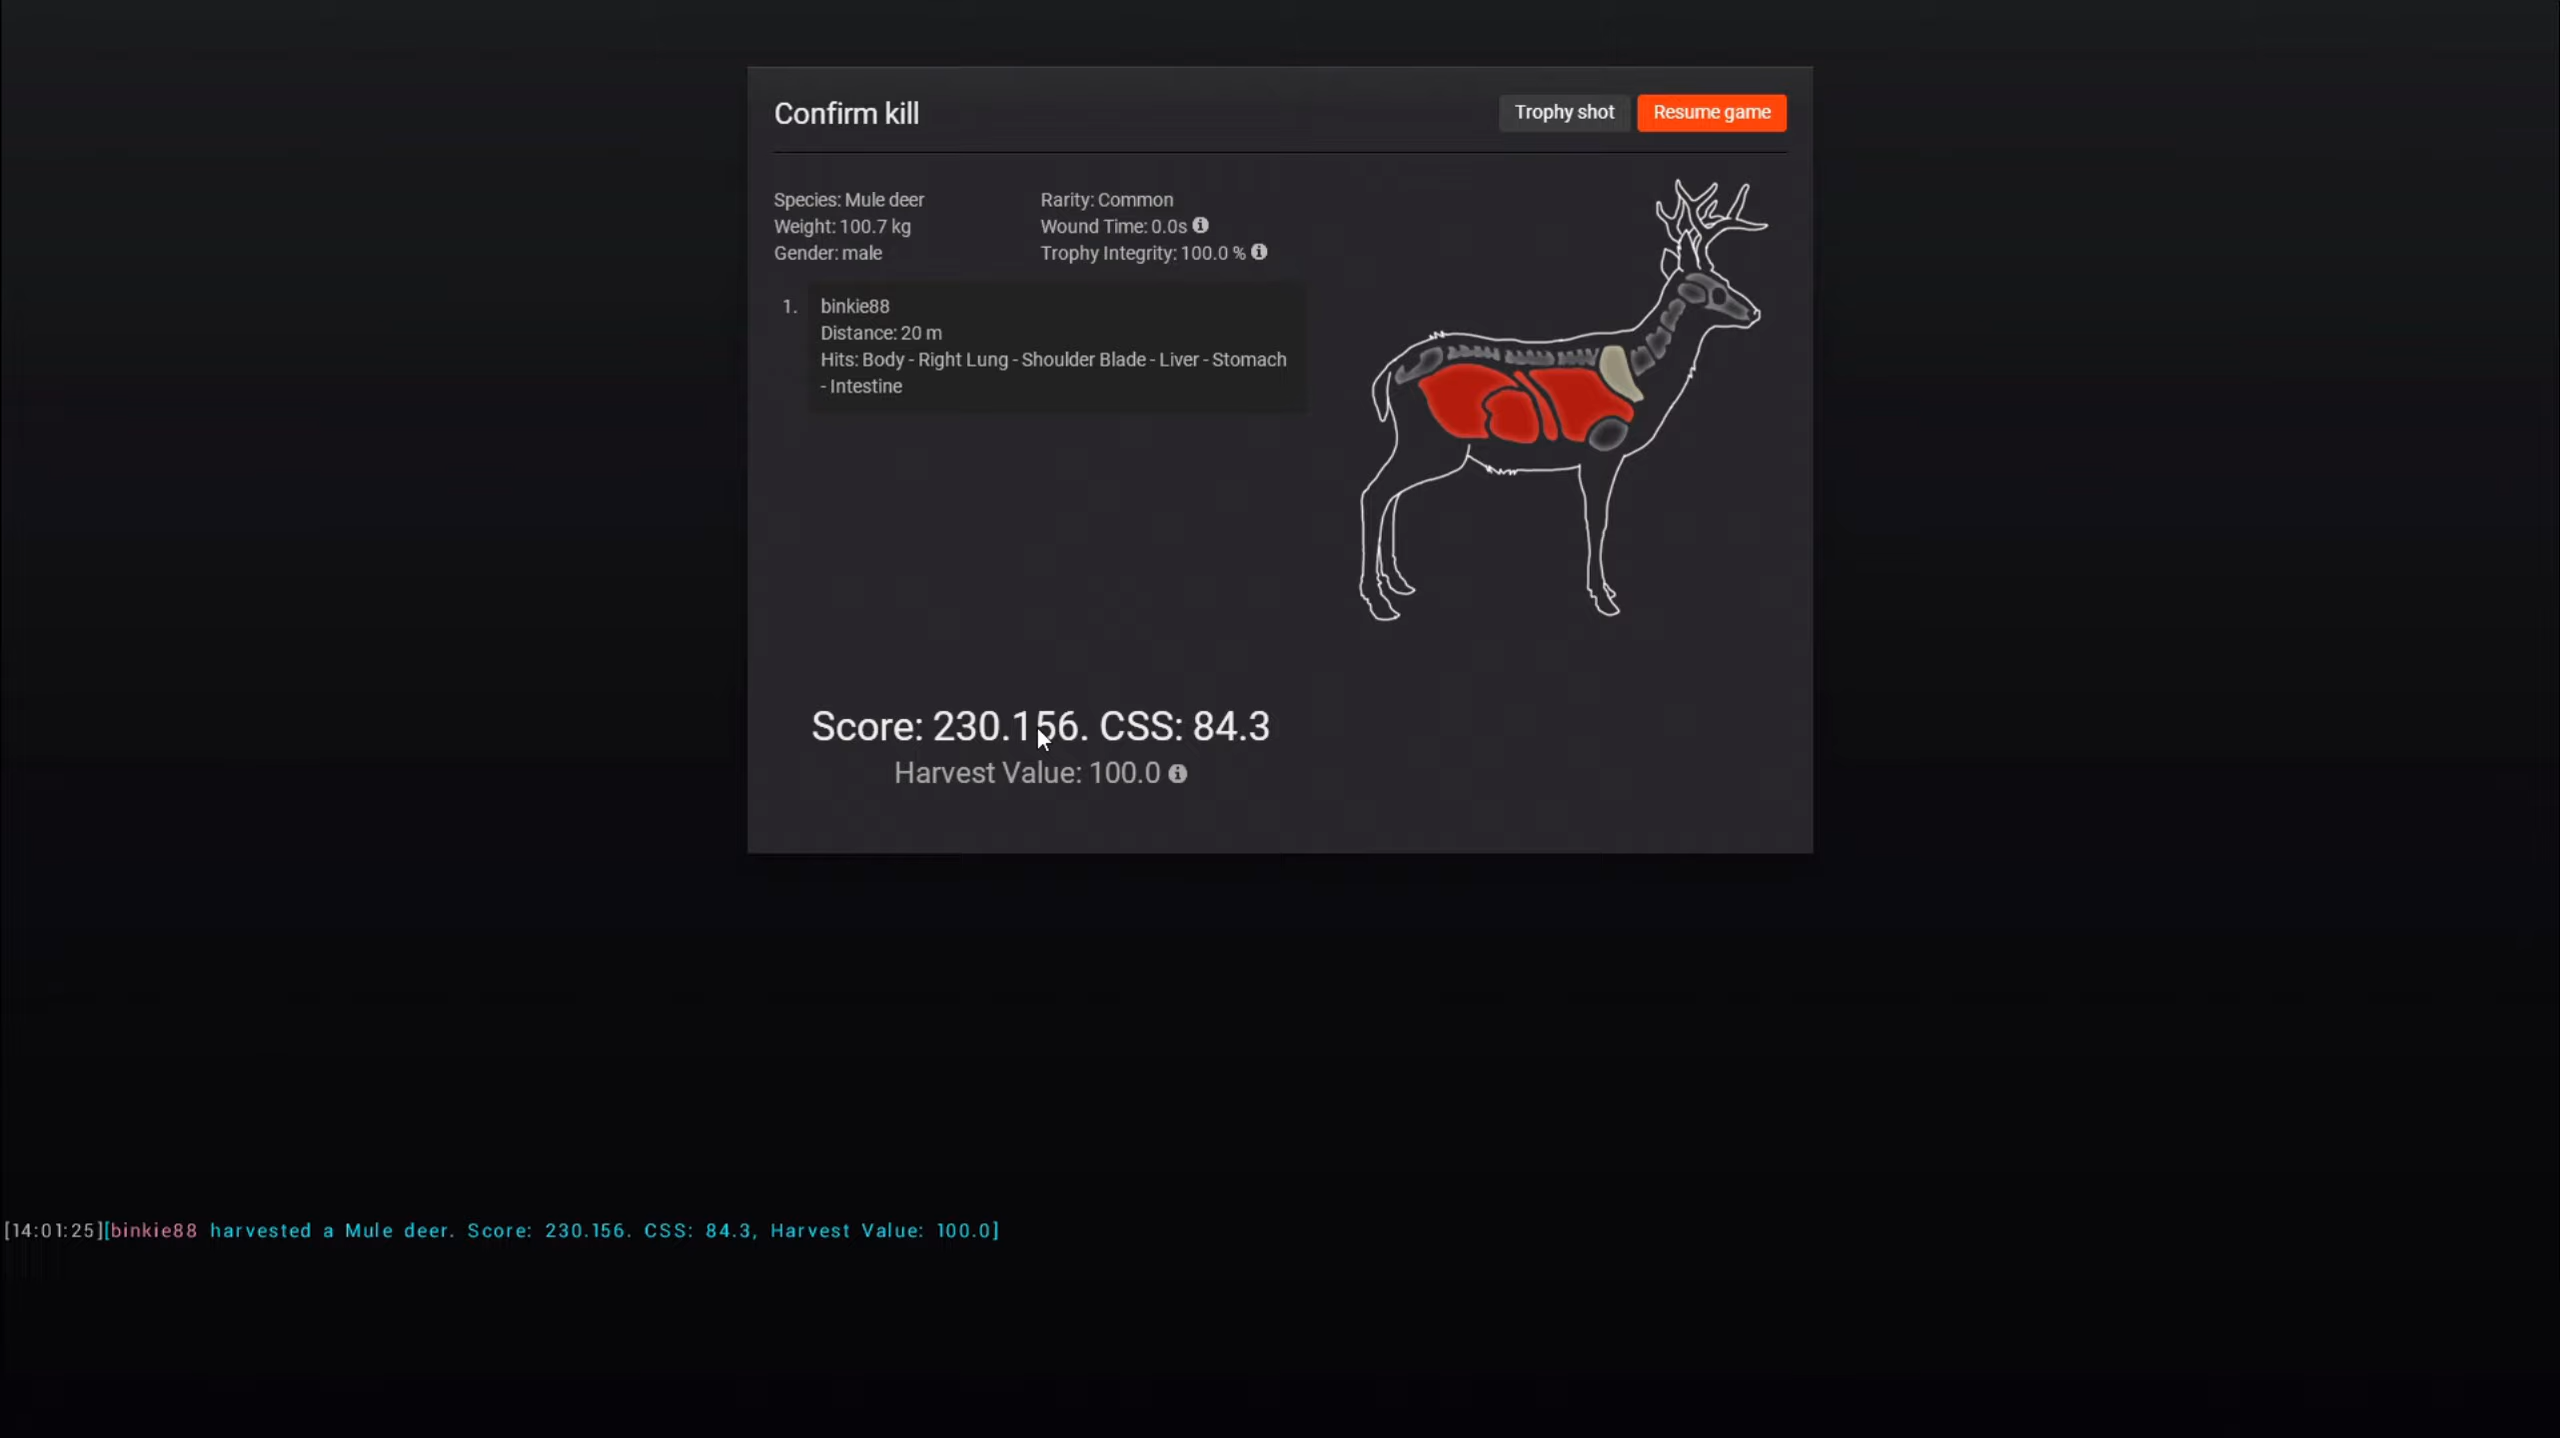 Confirm kill
Trophy shot
Resume game
Species: Mule deer
Weight: 100.7 kg
Gender: male
Rarity: Common
Wound Time: 0.0s
Trophy Integrity: 100.0 %
1.
binkie88
Distance: 20 m
Hits: Body - Right Lung - Shoulder Blade - Liver - Stomach
- Intestine
Score: 230.156. CSS: 84.3
Harvest Value: 100.0
[14:01:25][binkie88 harvested a Mule deer. Score: 230.156. CSS: 84.3, Harvest Value: 100.0]